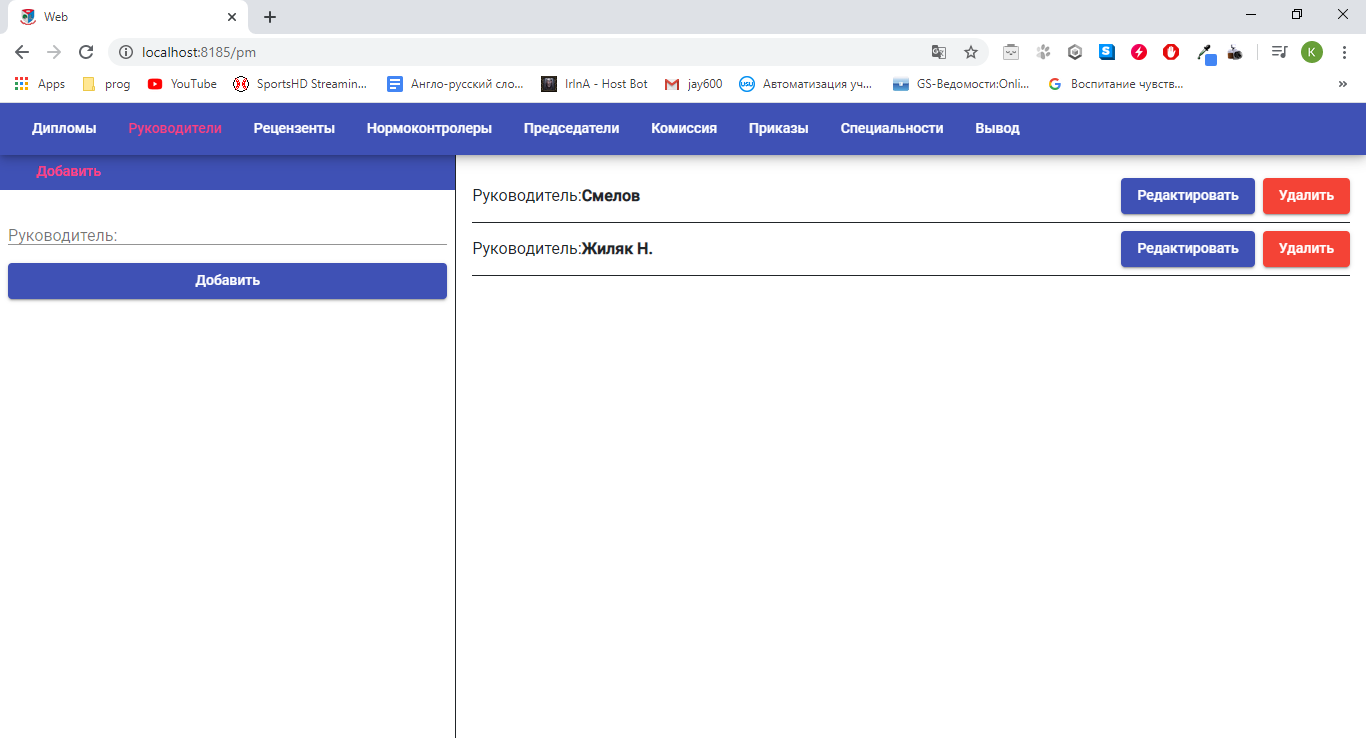 Web
localhost:8185/pm
K
Apps prog YouTube SportsHD Streamin... Англо-русский сло... IrInA - Host Bot jay600 Автоматизация уч... GS-Ведомости:Onli... Воспитание чувств... »
Дипломы Руководители Рецензенты Нормоконтролеры Председатели Комиссия Приказы Специальности Вывод
Добавить
Руководитель:
Добавить
Руководитель:Смелов Редактировать Удалить
Руководитель:Жиляк Н. Редактировать Удалить